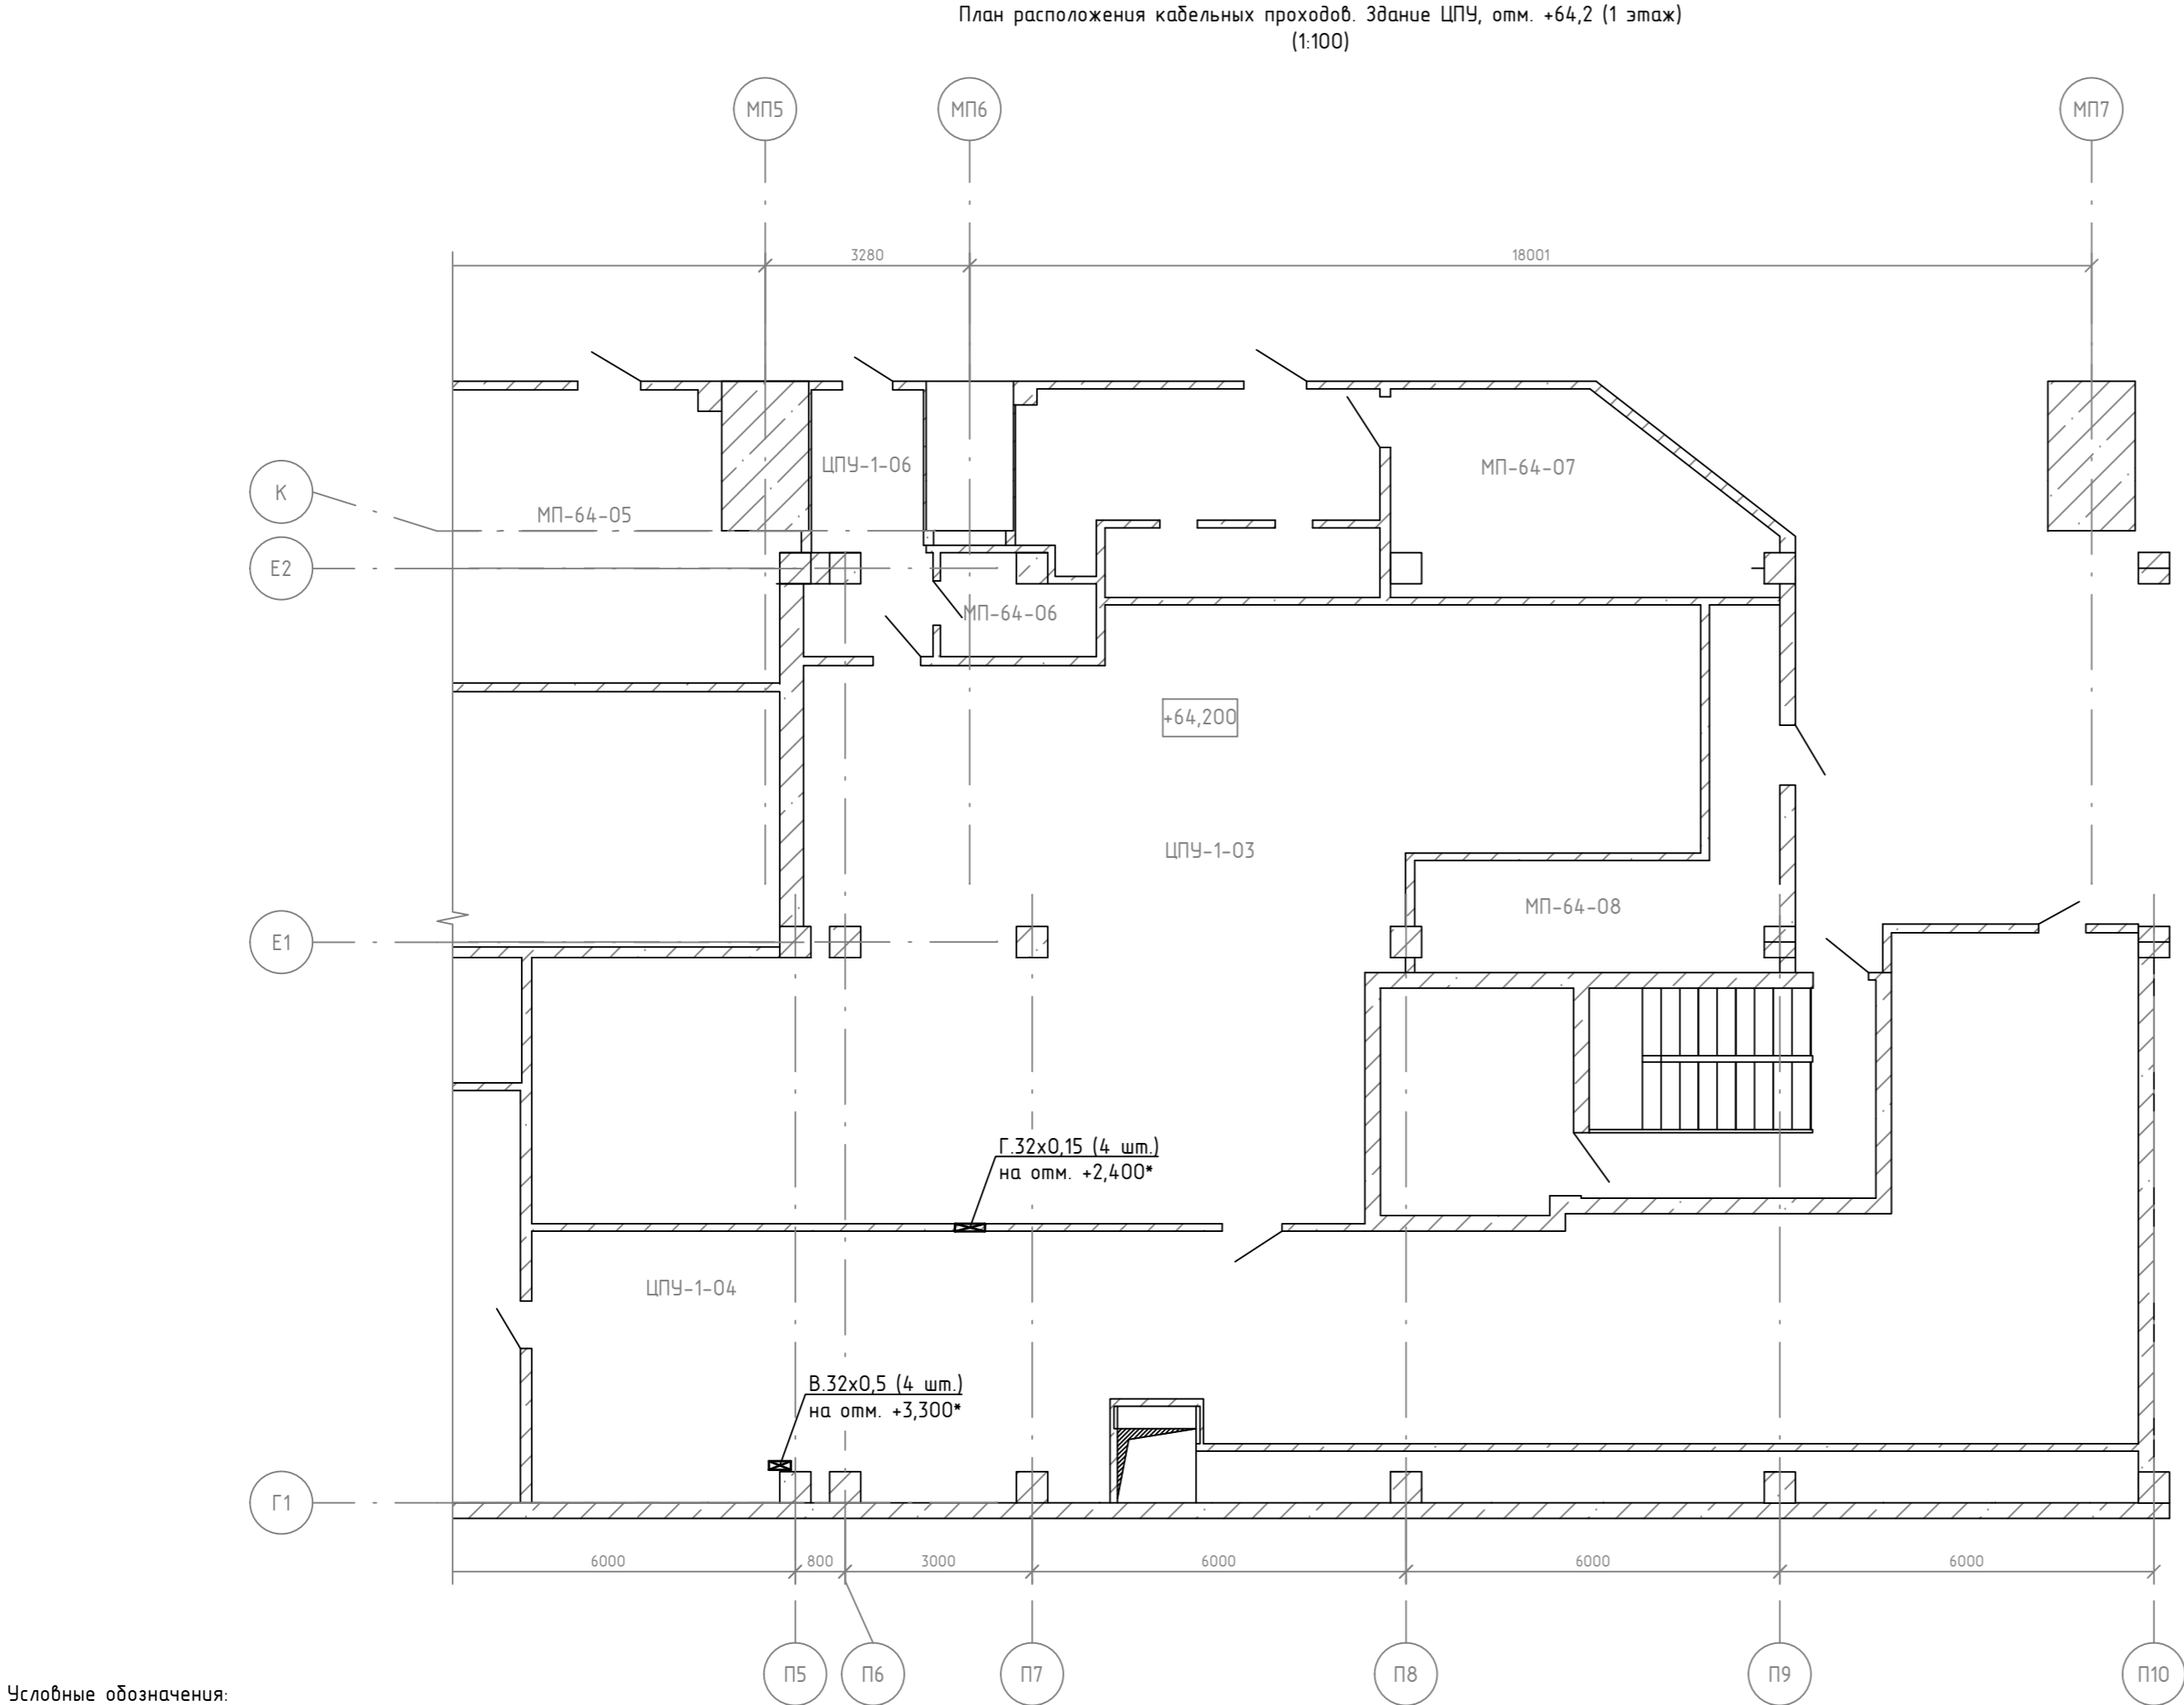 План расположения кабельных проходов. Здание ЦПУ, отм. +64,2 (1 этаж)
(1:100)
МП5
МП6
МП7
3280
18001
К
ЦПУ-1-06
МП-64-07
МП-64-05
Е2
МП-64-06
+64,200
ЦПУ-1-03
МП-64-08
Е1
Г.32х0,15 (4 шт.)
на отм. +2,400*
ЦПУ-1-04
В.32х0,5 (4 шт.)
на отм. +3,300*
Г1
6000
800
3000
6000
6000
6000
П5
П6
П7
П8
П9
П10
Условные обозначения: